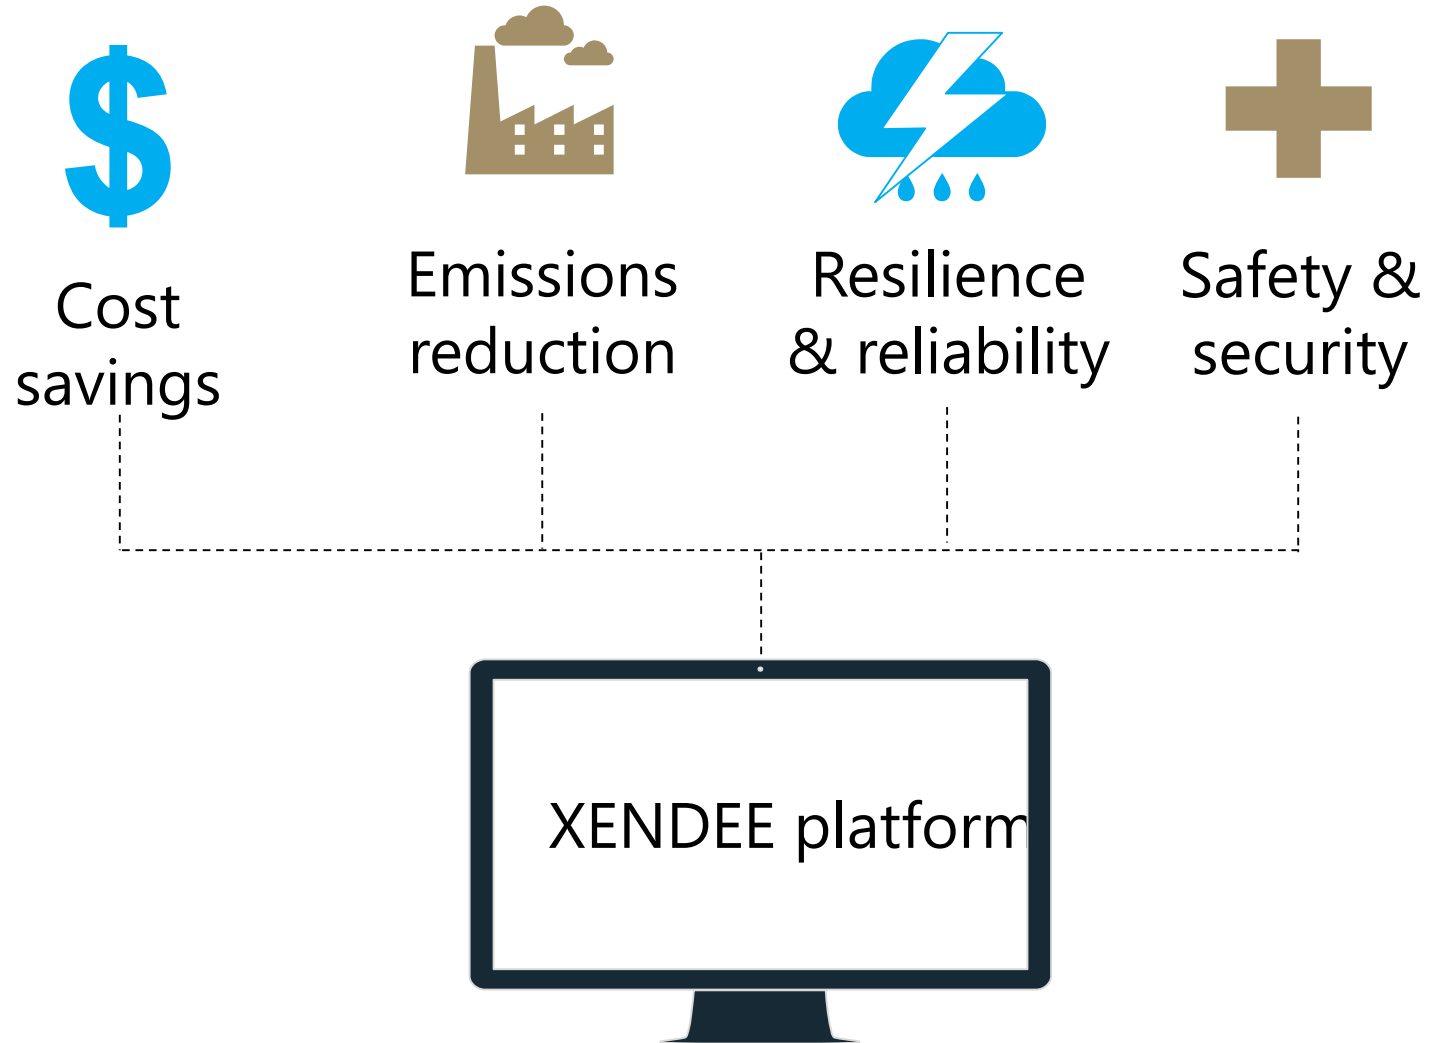 $
Cost
savings
Emissions
reduction
Resilience
& reliability
Safety &
security
XENDEE platform